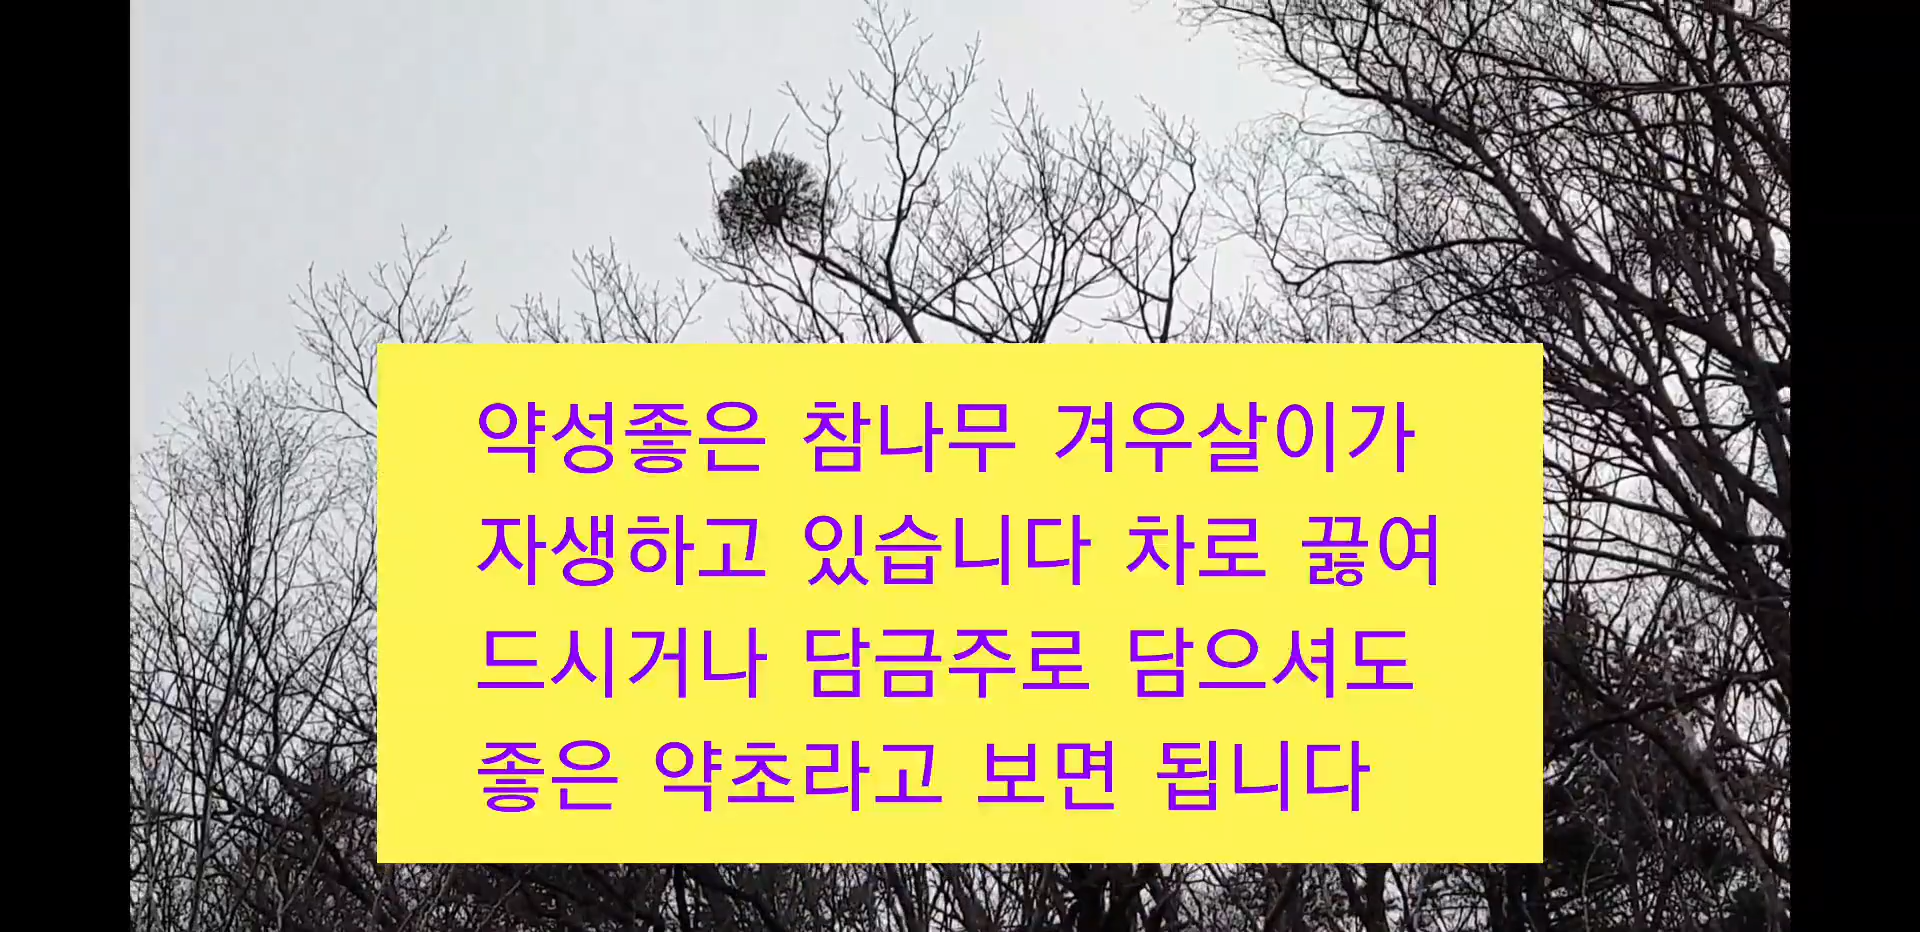 약성좋은 참나무 겨우살이가
자생하고 있습니다 차로 끓여
드시거나 담금주로 담으셔도
좋은 약초라고 보면 됩니다